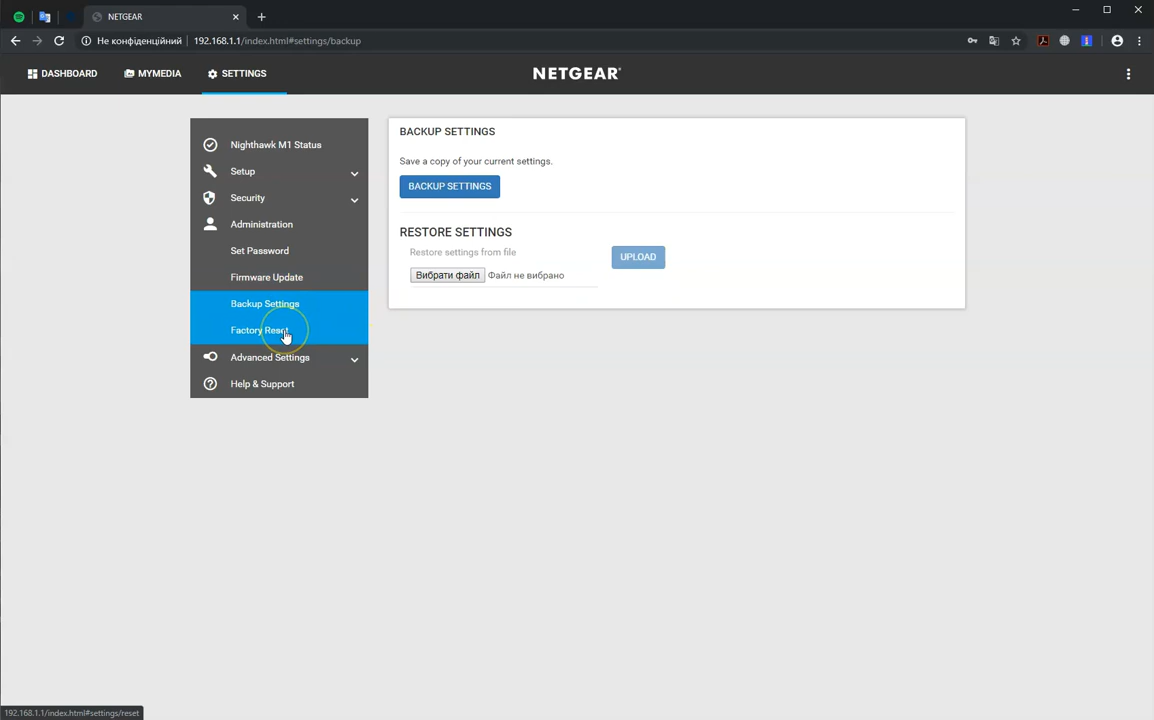 NETGEAR
Не конфіденційний
192.168.1.1/index.html#settings/backup
DASHBOARD
MYMEDIA
SETTINGS
NETGEAR®
Nighthawk M1 Status
Setup
Security
Administration
Set Password
Firmware Update
Backup Settings
Factory Reset
Advanced Settings
Help & Support
BACKUP SETTINGS
Save a copy of your current settings.
BACKUP SETTINGS
RESTORE SETTINGS
Restore settings from file
Вибрати файл Файл не вибрано
UPLOAD
192.168.1.1/index.html#settings/reset